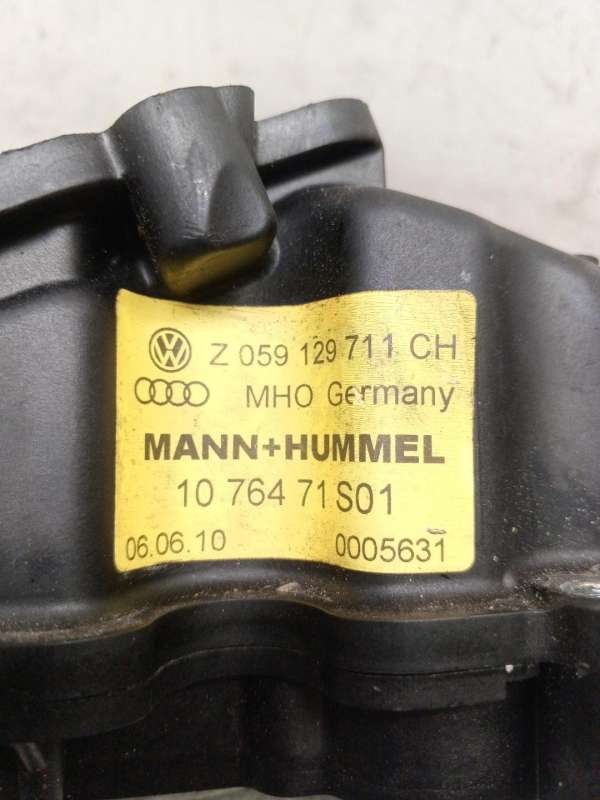 Z 059 129 711 CH
MHO Germany
MANN+HUMMEL
10 764 71 S01
06.06.10 0005631